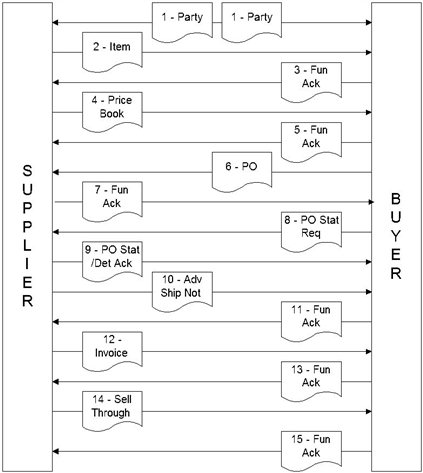 1 - Party
1 - Party
2 - Item
3 - Fun
Ack
4 - Price
Book
5 - Fun
Ack
6 - PO
7 - Fun
Ack
8 - PO Stat
Req
9 - PO Stat
/Det Ack
10 - Adv
Ship Not
11 - Fun
Ack
12 -
Invoice
13 - Fun
Ack
14 - Sell
Through
15 - Fun
Ack
SUPPLIER
BUYER